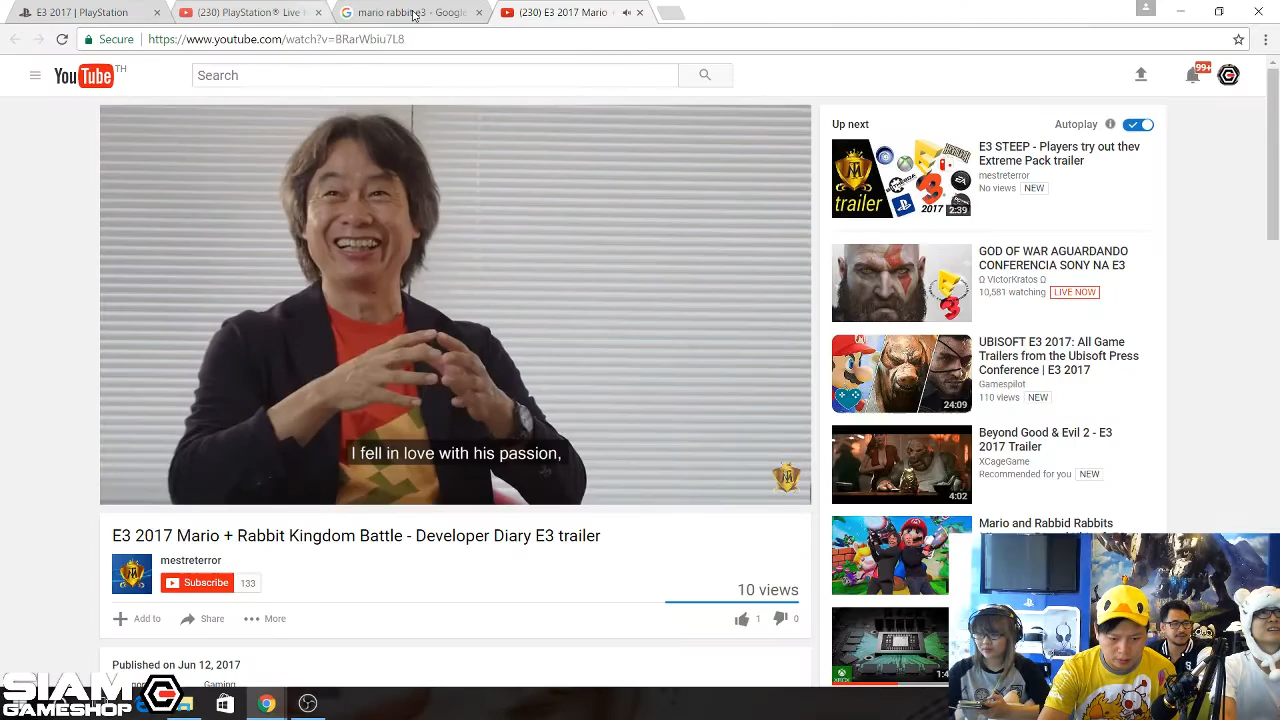 E3 2017 | PlayStation
(230) PlayStation® Live
mario rabbit e3 - Google
(230) E3 2017 Mario
Secure
https://www.youtube.com/watch?v=BRarWbiu7L8
YouTube TH
Search
99+
I fell in love with his passion,
Up next
Autoplay
E3 STEEP - Players try out thev
Extreme Pack trailer
mestreterror
No views NEW
trailer
2017
2:39
GOD OF WAR AGUARDANDO
CONFERENCIA SONY NA E3
Ω VictorKratos Ω
10,581 watching LIVE NOW
UBISOFT E3 2017: All Game
Trailers from the Ubisoft Press
Conference | E3 2017
Gamespilot
110 views NEW
24:09
Beyond Good & Evil 2 - E3
2017 Trailer
XCageGame
Recommended for you NEW
4:02
Mario and Rabbid Rabbits
XBOX
1:4
E3 2017 Mario + Rabbit Kingdom Battle - Developer Diary E3 trailer
mestreterror
Subscribe 133
10 views
Add to
Share
More
1
0
Published on Jun 12, 2017
SIAM
GAMESHOP